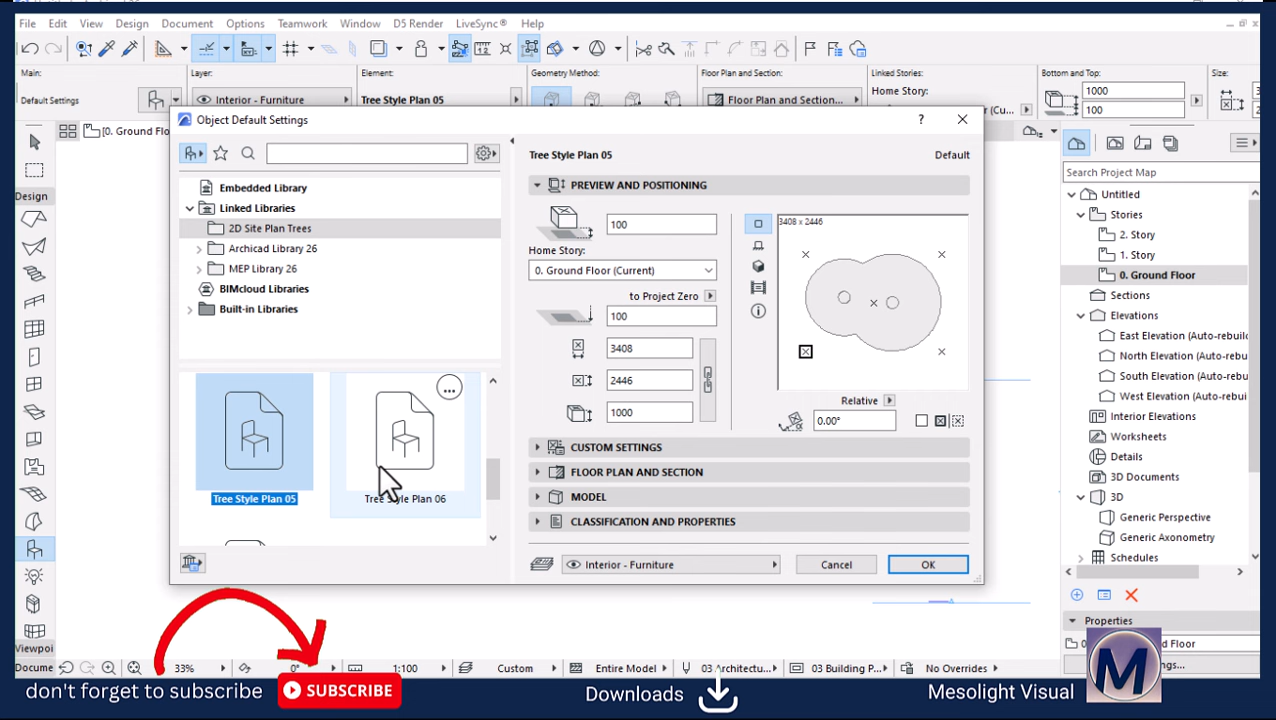 File Edit View Design Document Options Teamwork Window D5 Render LiveSync® Help
Main: Layer: Element: Geometry Method: Floor Plan and Section: Linked Stories: Bottom and Top: Size:
Default Settings
Interior - Furniture
Tree Style Plan 05
Floor Plan and Section...
Home Story:
1000
100
[0. Ground Flo
Object Default Settings
?
Tree Style Plan 05
Default
Embedded Library
Linked Libraries
2D Site Plan Trees
Archicad Library 26
MEP Library 26
BIMcloud Libraries
Built-in Libraries
Tree Style Plan 05
Tree Style Plan 06
PREVIEW AND POSITIONING
100
Home Story:
0. Ground Floor (Current)
to Project Zero
100
3408
2446
1000
3408 x 2446
Relative
0.00°
CUSTOM SETTINGS
FLOOR PLAN AND SECTION
MODEL
CLASSIFICATION AND PROPERTIES
Interior - Furniture
Cancel
OK
Design
Viewpoi
Docume
Search Project Map
Untitled
Stories
2. Story
1. Story
0. Ground Floor
Sections
Elevations
East Elevation (Auto-rebuil
North Elevation (Auto-rebu
South Elevation (Auto-rebu
West Elevation (Auto-rebu
Interior Elevations
Worksheets
Details
3D Documents
3D
Generic Perspective
Generic Axonometry
Schedules
Properties
Ground Floor
33%
0°
1:100
Custom
Entire Model
03 Architectu...
03 Building P...
No Overrides
don't forget to subscribe
SUBSCRIBE
Downloads
Mesolight Visual
M